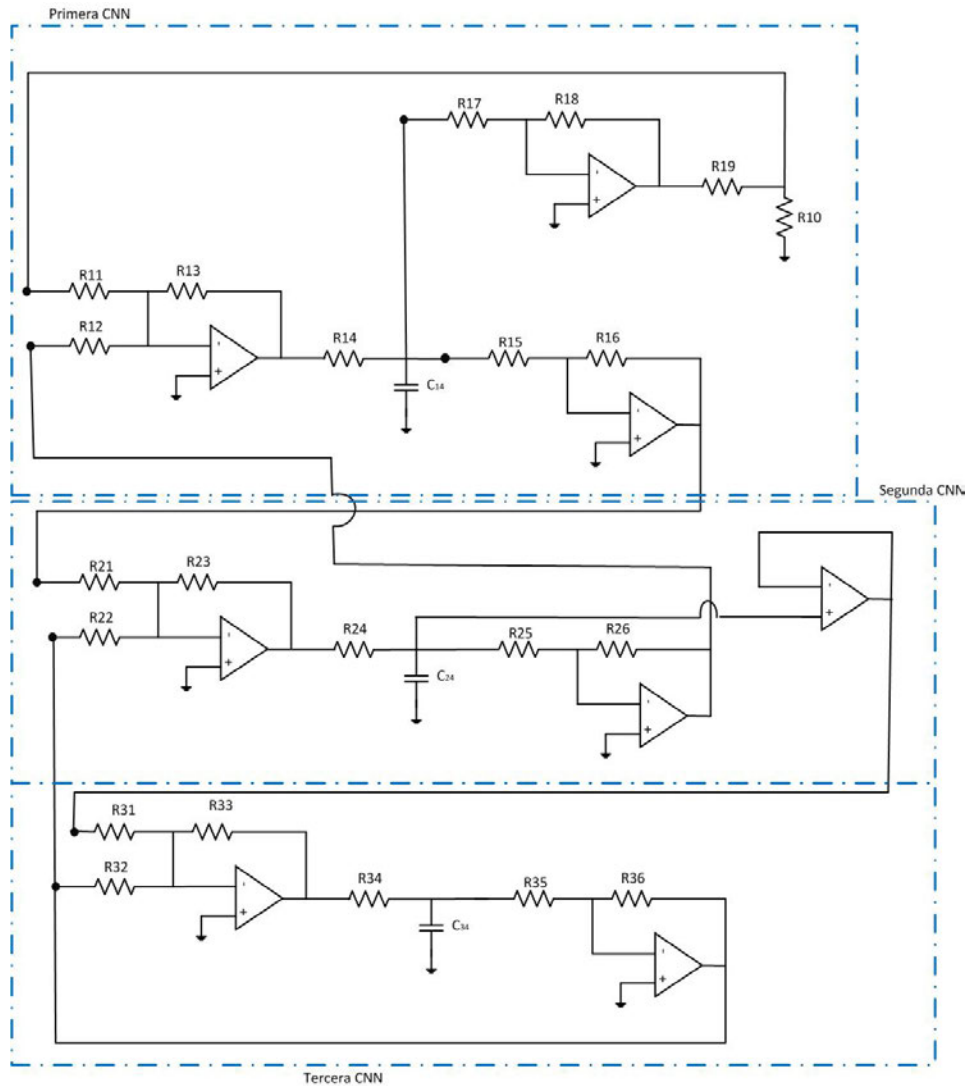 Primera CNN
R17
R18
R19
R10
R11
R13
R12
R14
R15
R16
C14
-
+
-
+
-
+
Segunda CNN
R21
R23
R22
R24
R25
R26
C24
-
+
-
+
-
+
R31
R33
R32
R34
R35
R36
C34
-
+
-
+
Tercera CNN